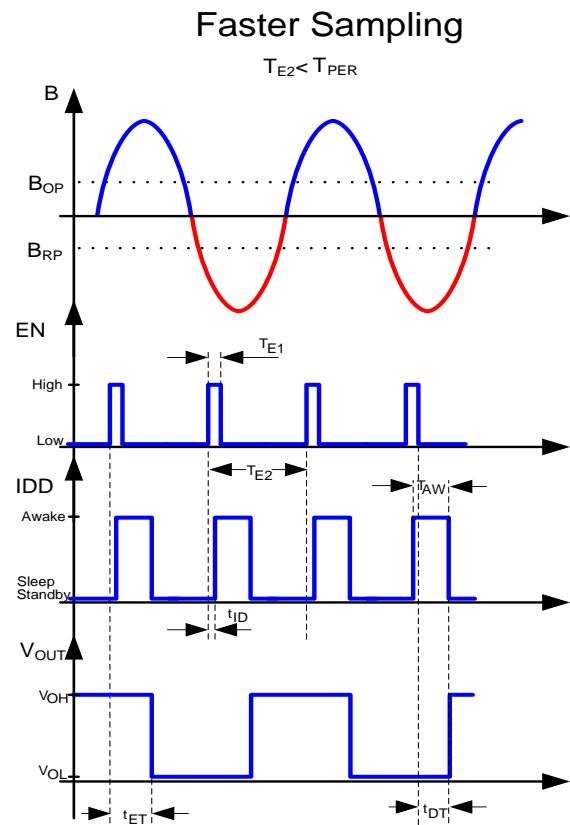 Faster Sampling
TE2< TPER
B
BOP
BRP
EN
TE1
High
Low
TE2
IDD
TAW
Awake
Sleep
Standby
tID
VOUT
VOH
VOL
tET
tDT